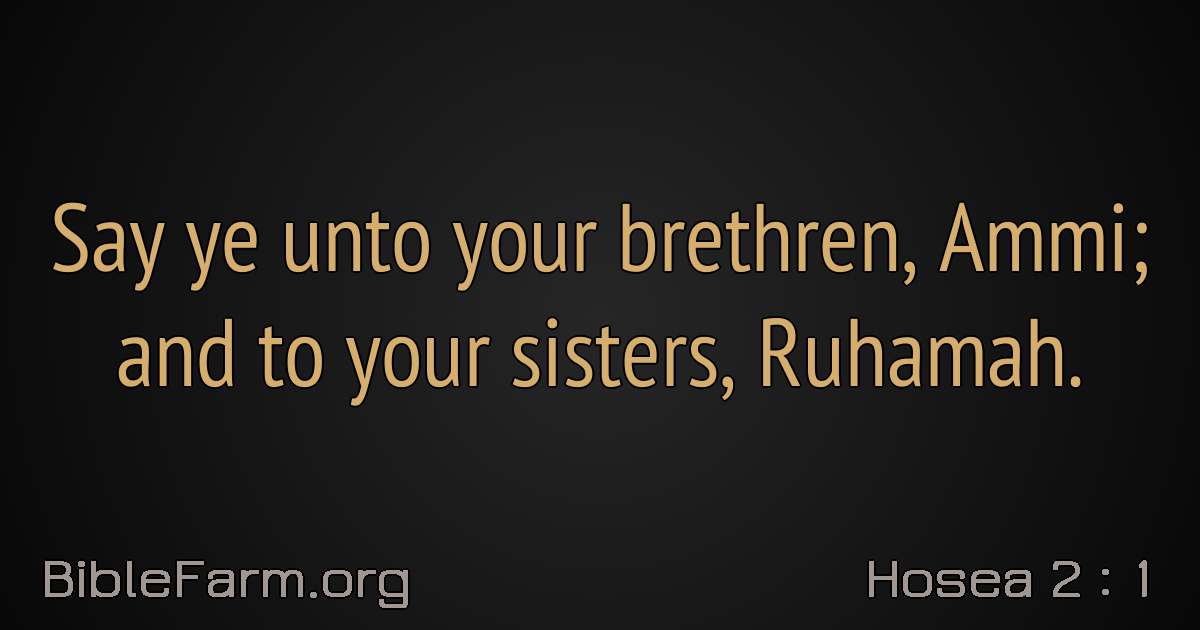 Say ye unto your brethren, Ammi;
and to your sisters, Ruhamah.
BibleFarm.org
Hosea 2 : 1